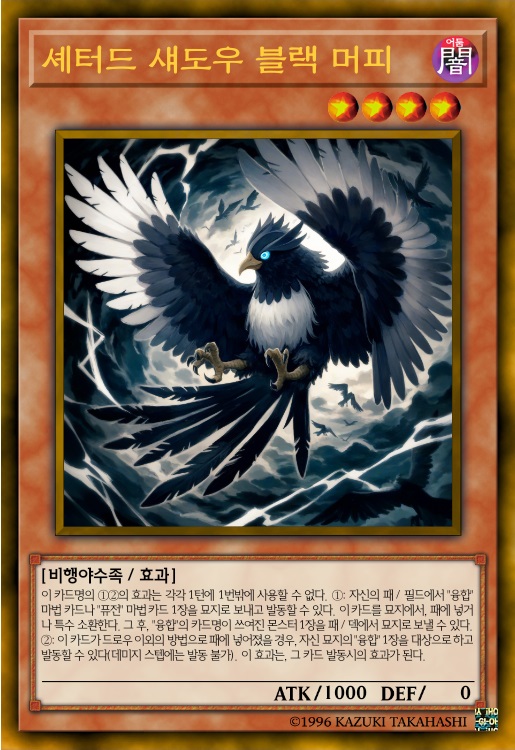 셰터드 섀도우 블랙 머피
어둠
闇
[비행야수족 / 효과]
이 카드명의 ①②의 효과는 각각 1턴에 1번밖에 사용할 수 없다. ①: 자신의 패 / 필드에서 "융합"
마법 카드나 "퓨전" 마법 카드 1장을 묘지로 보내고 발동할 수 있다. 이 카드를 묘지에서, 패에 넣거
나 특수 소환한다. 그 후, "융합"의 카드명이 쓰여진 몬스터 1장을 패 / 덱에서 묘지로 보낼 수 있다.
②: 이 카드가 드로우 이외의 방법으로 패에 넣어졌을 경우, 자신 묘지의 "융합" 1장을 대상으로 하고
발동할 수 있다(데미지 스텝에는 발동 불가). 이 효과는, 그 카드 발동시의 효과가 된다.
ATK/1000 DEF/ 0
©1996 KAZUKI TAKAHASHI